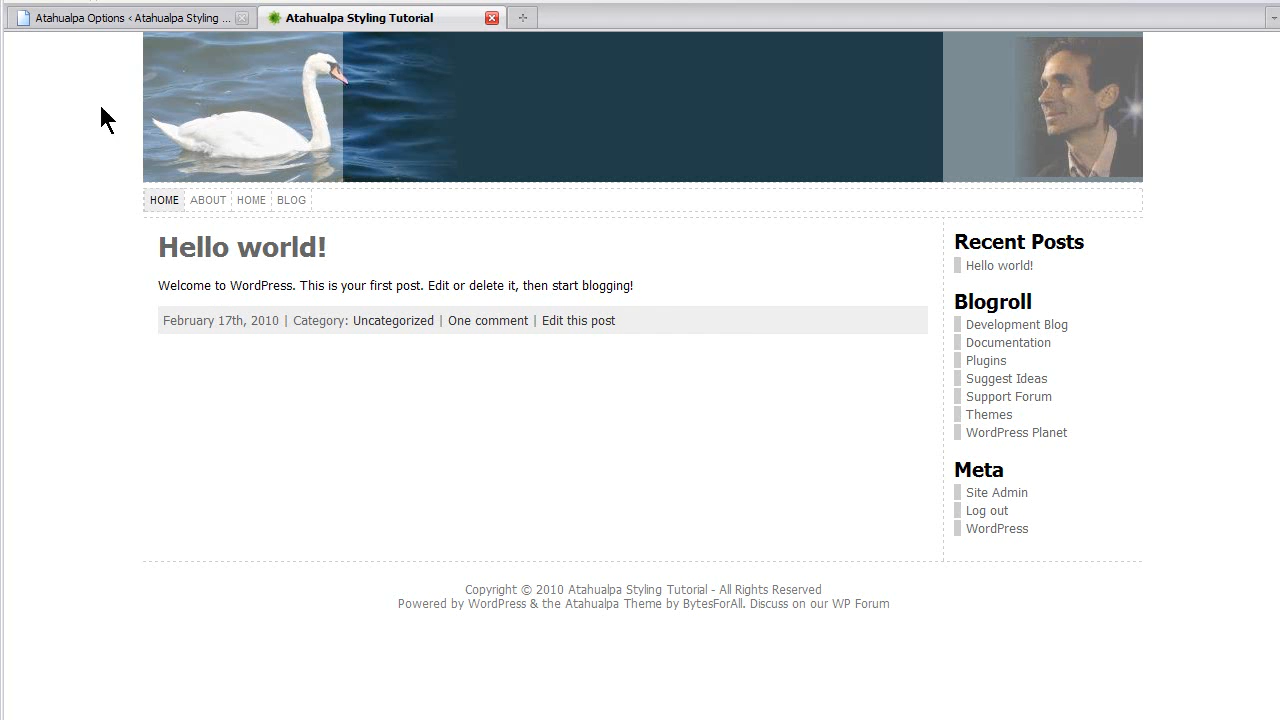 Atahualpa Options ‹ Atahualpa Styling ...
Atahualpa Styling Tutorial
HOME ABOUT HOME BLOG
Hello world!
Welcome to WordPress. This is your first post. Edit or delete it, then start blogging!
February 17th, 2010 | Category: Uncategorized | One comment | Edit this post
Recent Posts
Hello world!
Blogroll
Development Blog
Documentation
Plugins
Suggest Ideas
Support Forum
Themes
WordPress Planet
Meta
Site Admin
Log out
WordPress
Copyright © 2010 Atahualpa Styling Tutorial - All Rights Reserved
Powered by WordPress & the Atahualpa Theme by BytesForAll. Discuss on our WP Forum